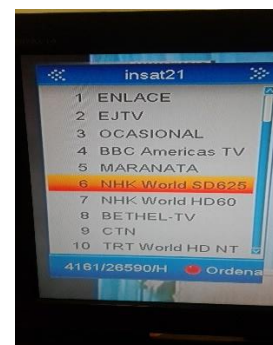 insat21
1 ENLACE
2 EJTV
3 OCASIONAL
4 BBC Americas TV
5 MARANATA
6 NHK World SD625
7 NHK World HD60
8 BETHEL-TV
9 CTN
10 TRT World HD NT
4161/26590/H Ordena